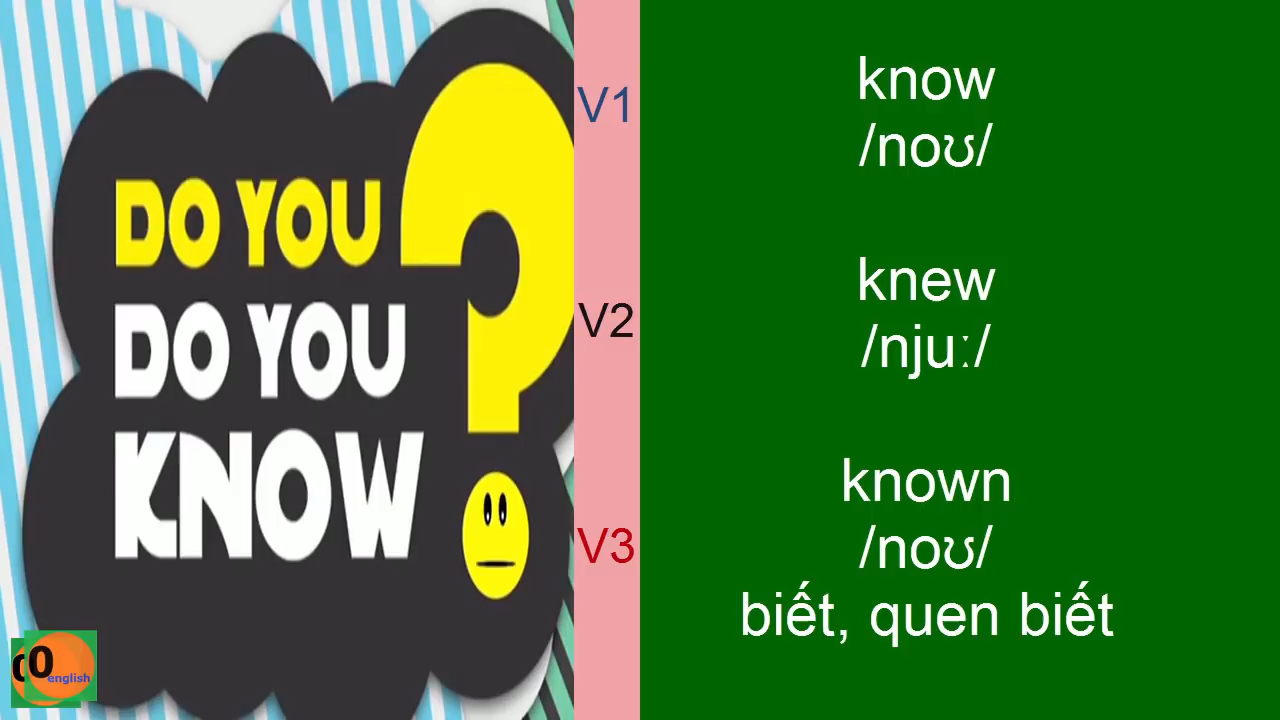 DO YOU
DO YOU
KNOW
?
V1
know
/noʊ/
V2
knew
/njuː/
V3
known
/noʊ/
biết, quen biết
english